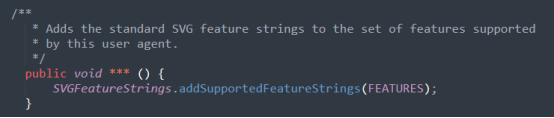 /**
* Adds the standard SVG feature strings to the set of features supported
* by this user agent.
*/
public void *** () {
SVGFeatureStrings.addSupportedFeatureStrings(FEATURES);
}